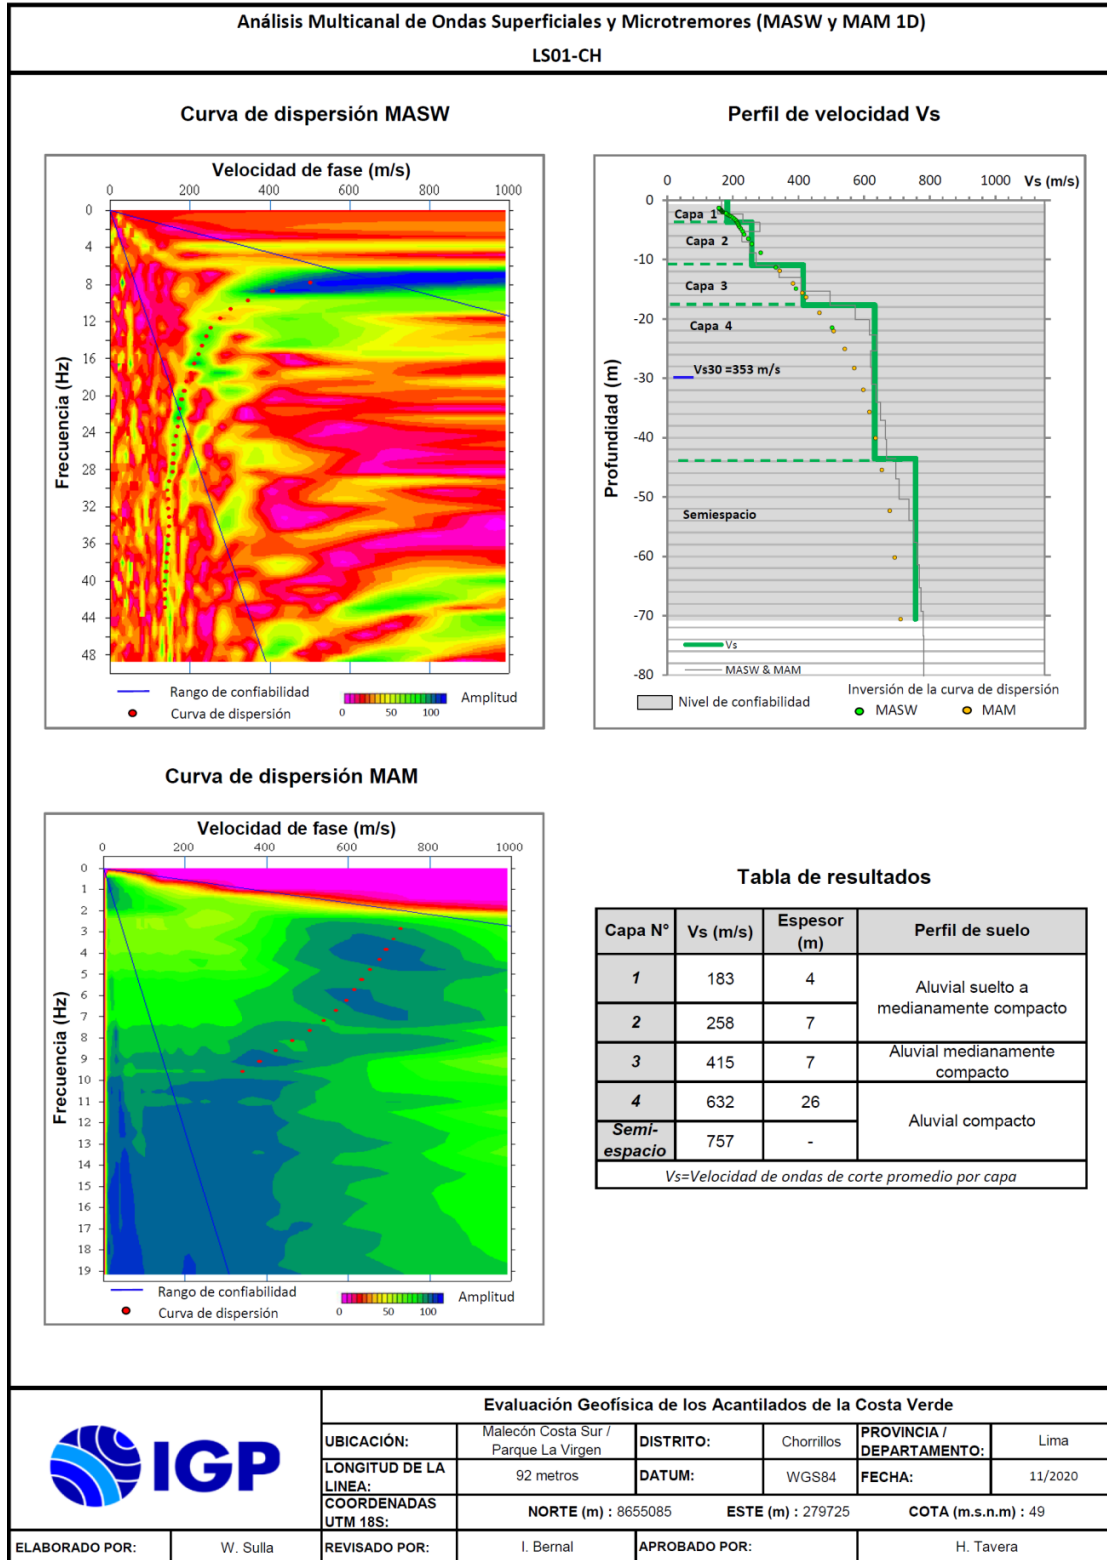 Análisis Multicanal de Ondas Superficiales y Microtremores (MASW y MAM 1D)
LS01-CH
Curva de dispersión MASW
Velocidad de fase (m/s)
0 200 400 600 800 1000
Frecuencia (Hz)
0
4
8
12
16
20
24
28
32
36
40
44
48
Rango de confiabilidad
Curva de dispersión
0 50 100
Amplitud
Perfil de velocidad Vs
0 200 400 600 800 1000 Vs (m/s)
Profundidad (m)
0
-10
-20
-30
-40
-50
-60
-70
-80
Capa 1
Capa 2
Capa 3
Capa 4
Vs30 =353 m/s
Semiespacio
Vs
MASW & MAM
Nivel de confiabilidad
Inversión de la curva de dispersión
MASW MAM
Curva de dispersión MAM
Velocidad de fase (m/s)
0 200 400 600 800 1000
Frecuencia (Hz)
0
1
2
3
4
5
6
7
8
9
10
11
12
13
14
15
16
17
18
19
Rango de confiabilidad
Curva de dispersión
0 50 100
Amplitud
Tabla de resultados
Capa N° Vs (m/s) Espesor (m) Perfil de suelo
1 183 4 Aluvial suelto a medianamente compacto
2 258 7
3 415 7 Aluvial medianamente compacto
4 632 26 Aluvial compacto
Semi-espacio 757 -
Vs=Velocidad de ondas de corte promedio por capa
IGP
Evaluación Geofísica de los Acantilados de la Costa Verde
UBICACIÓN: Malecón Costa Sur / Parque La Virgen DISTRITO: Chorrillos PROVINCIA / DEPARTAMENTO: Lima
LONGITUD DE LA LINEA: 92 metros DATUM: WGS84 FECHA: 11/2020
COORDENADAS UTM 18S: NORTE (m) : 8655085 ESTE (m) : 279725 COTA (m.s.n.m) : 49
ELABORADO POR: W. Sulla REVISADO POR: I. Bernal APROBADO POR: H. Tavera